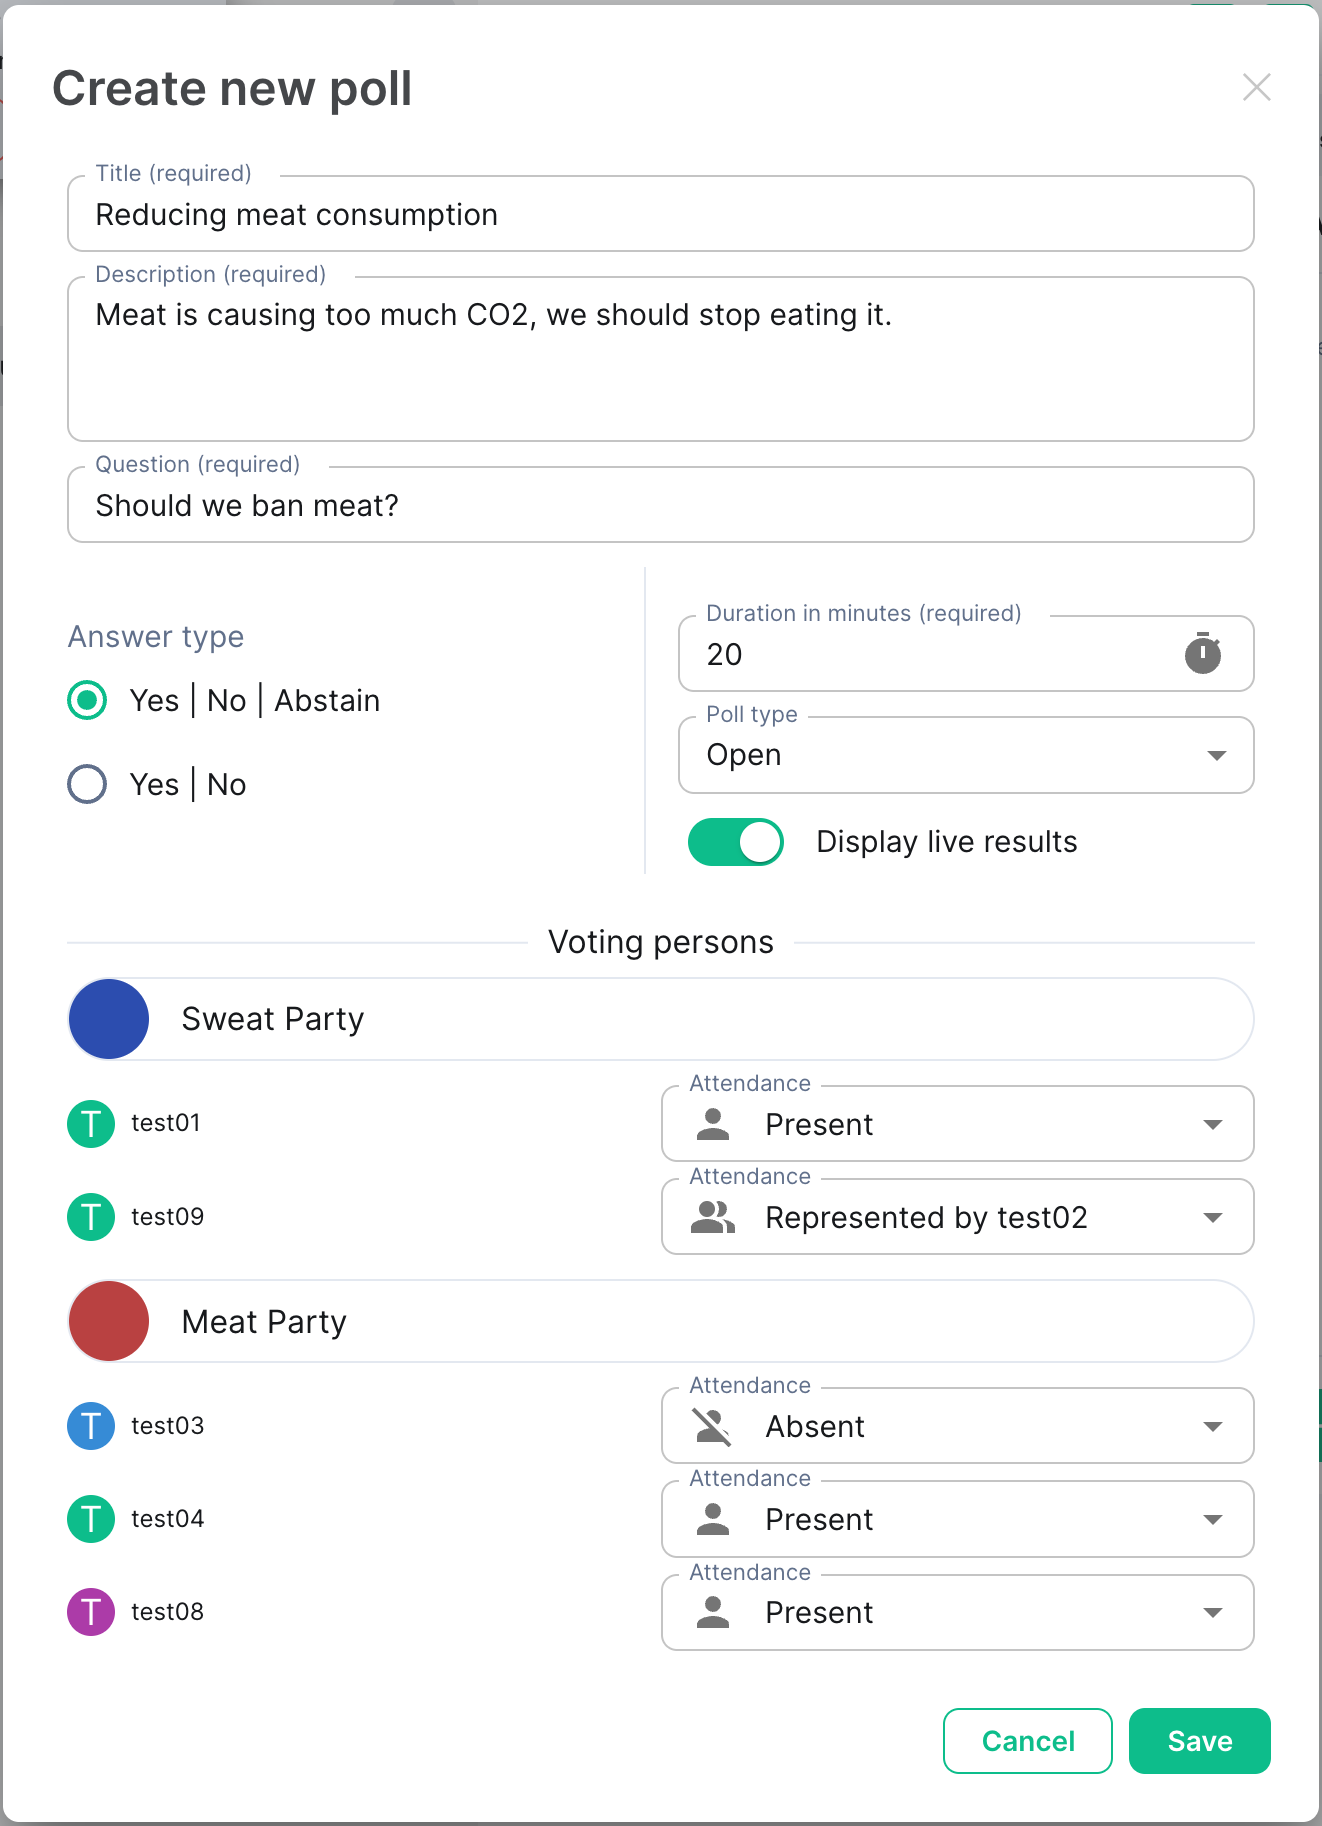 Create new poll
Title (required)
Reducing meat consumption
Description (required)
Meat is causing too much CO2, we should stop eating it.
Question (required)
Should we ban meat?
Answer type
Yes | No | Abstain
Yes | No
Duration in minutes (required)
20
Poll type
Open
Display live results
Voting persons
Sweat Party
T test01
Attendance
Present
T test09
Attendance
Represented by test02
Meat Party
T test03
Attendance
Absent
T test04
Attendance
Present
T test08
Attendance
Present
Cancel
Save